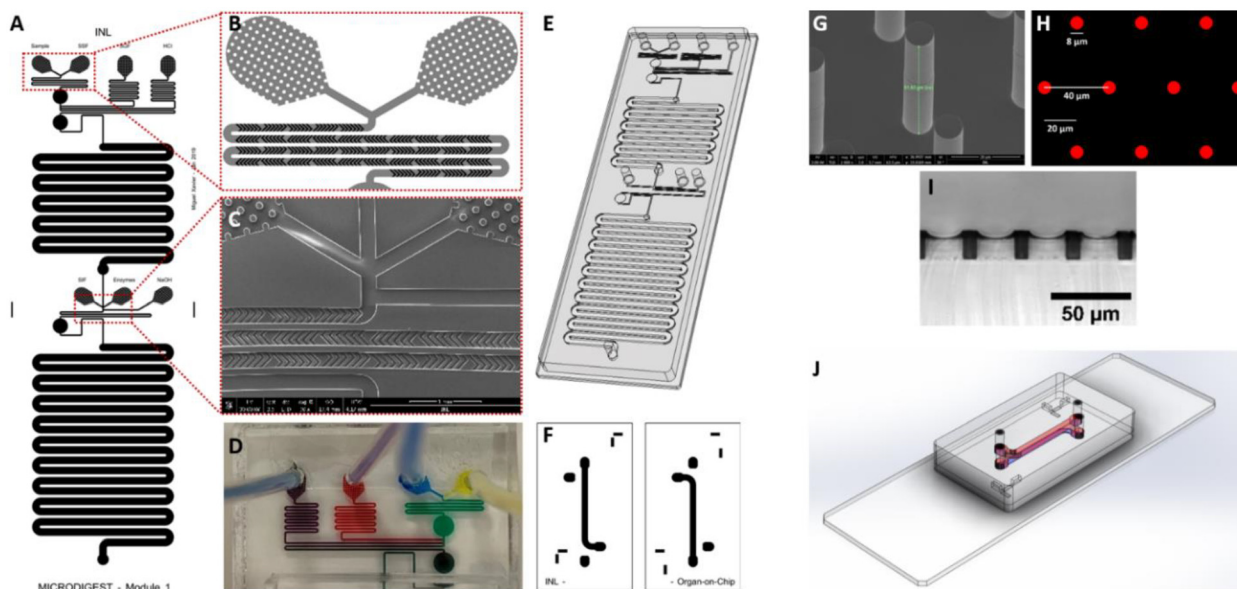 A
INL
Sample
SSF
HCl
SIF
Enzymes
NaOH
MICRODIGEST - Module 1
B
C
D
E
F
INL -
- Organ-on-Chip
G
H
8 µm
40 µm
20 µm
I
50 µm
J